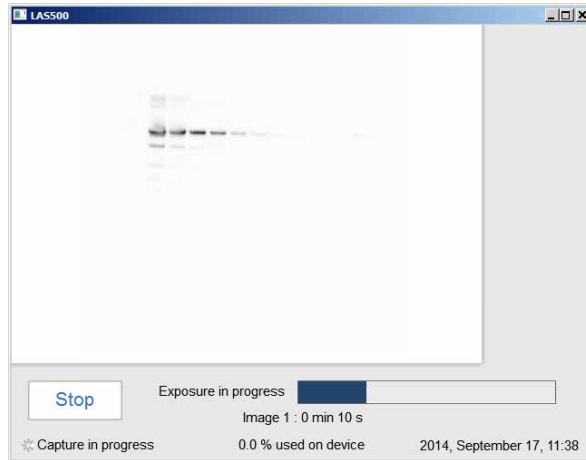 LAS500
Stop
Exposure in progress
Image 1 : 0 min 10 s
Capture in progress
0.0 % used on device
2014, September 17, 11:38